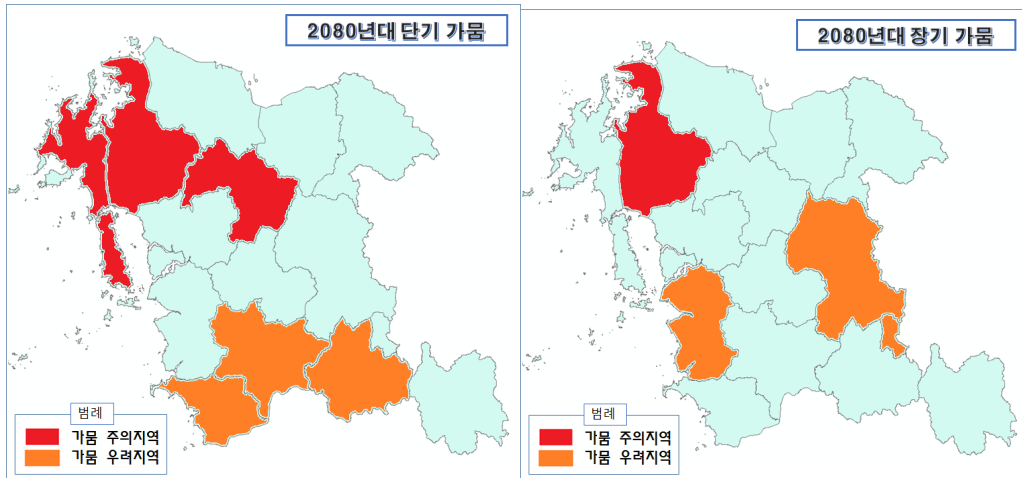 2080년대 단기 가뭄
2080년대 장기 가뭄
범례
가뭄 주의지역
가뭄 우려지역
범례
가뭄 주의지역
가뭄 우려지역